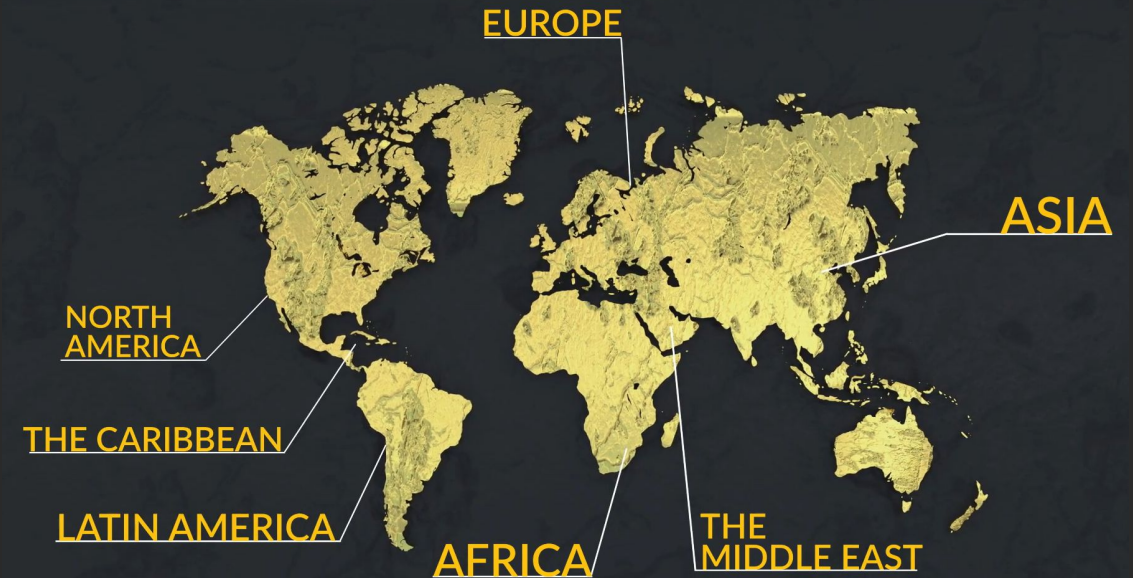 EUROPE
ASIA
NORTH
AMERICA
THE CARIBBEAN
LATIN AMERICA
AFRICA
THE
MIDDLE EAST